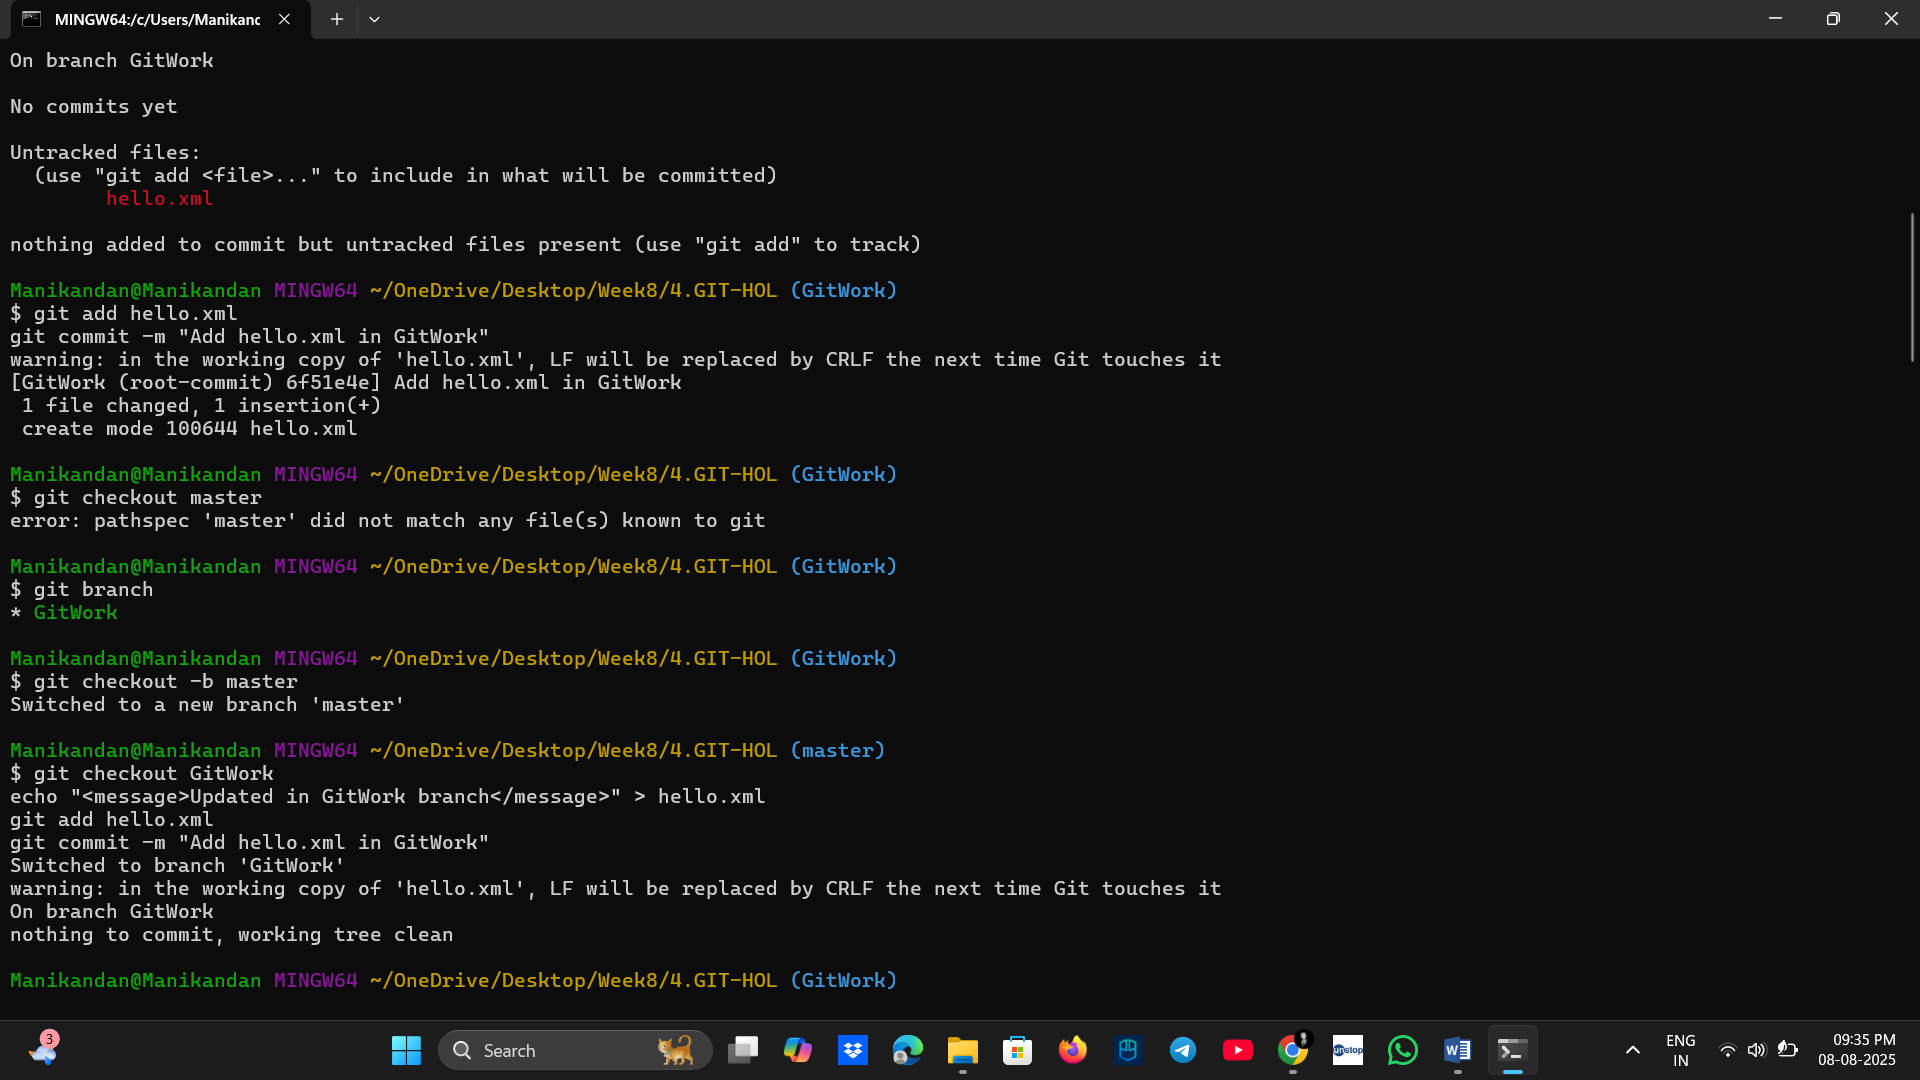 MINGW64:/c/Users/Manikanc
On branch GitWork
No commits yet
Untracked files:
  (use "git add <file>..." to include in what will be committed)
        hello.xml
nothing added to commit but untracked files present (use "git add" to track)
Manikandan@Manikandan MINGW64 ~/OneDrive/Desktop/Week8/4.GIT-HOL (GitWork)
$ git add hello.xml
git commit -m "Add hello.xml in GitWork"
warning: in the working copy of 'hello.xml', LF will be replaced by CRLF the next time Git touches it
[GitWork (root-commit) 6f51e4e] Add hello.xml in GitWork
 1 file changed, 1 insertion(+)
 create mode 100644 hello.xml
Manikandan@Manikandan MINGW64 ~/OneDrive/Desktop/Week8/4.GIT-HOL (GitWork)
$ git checkout master
error: pathspec 'master' did not match any file(s) known to git
Manikandan@Manikandan MINGW64 ~/OneDrive/Desktop/Week8/4.GIT-HOL (GitWork)
$ git branch
* GitWork
Manikandan@Manikandan MINGW64 ~/OneDrive/Desktop/Week8/4.GIT-HOL (GitWork)
$ git checkout -b master
Switched to a new branch 'master'
Manikandan@Manikandan MINGW64 ~/OneDrive/Desktop/Week8/4.GIT-HOL (master)
$ git checkout GitWork
echo "<message>Updated in GitWork branch</message>" > hello.xml
git add hello.xml
git commit -m "Add hello.xml in GitWork"
Switched to branch 'GitWork'
warning: in the working copy of 'hello.xml', LF will be replaced by CRLF the next time Git touches it
On branch GitWork
nothing to commit, working tree clean
Manikandan@Manikandan MINGW64 ~/OneDrive/Desktop/Week8/4.GIT-HOL (GitWork)
3
Search
unstop
ENG
IN
09:35 PM
08-08-2025